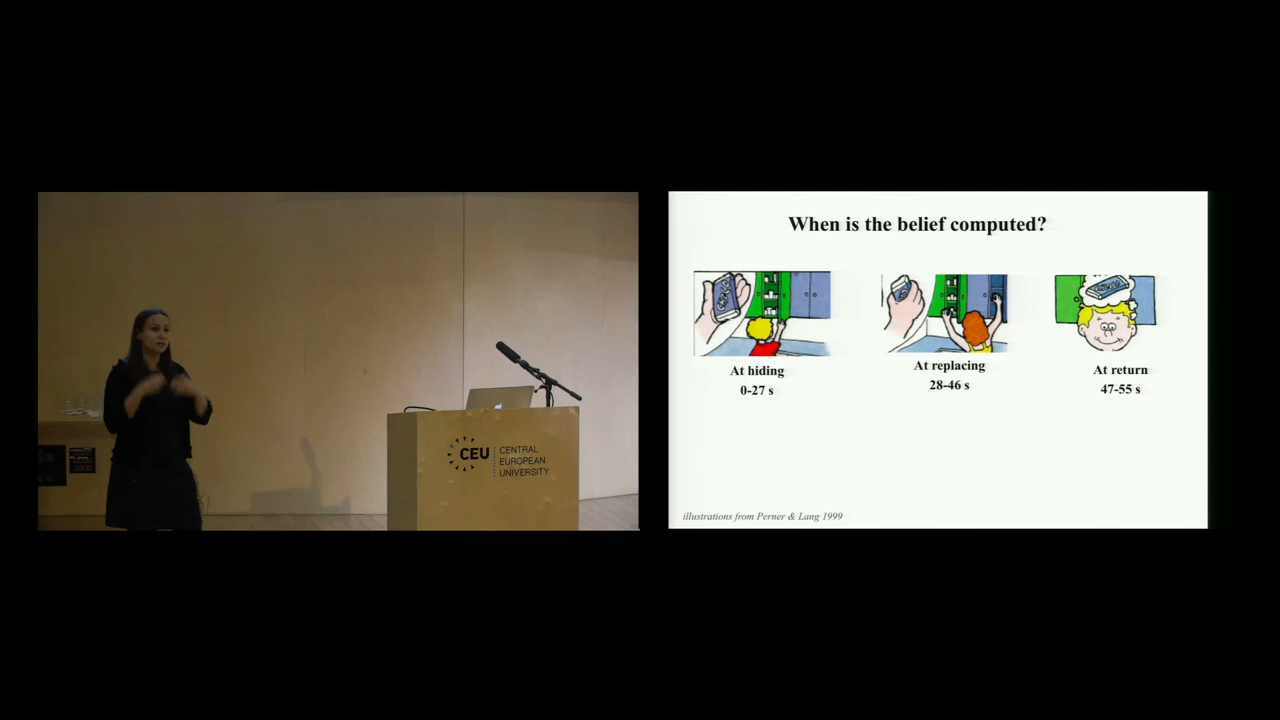 When is the belief computed?
At hiding
0-27 s
At replacing
28-46 s
At return
47-55 s
illustrations from Perner & Lang 1999
CEU
CENTRAL
EUROPEAN
UNIVERSITY